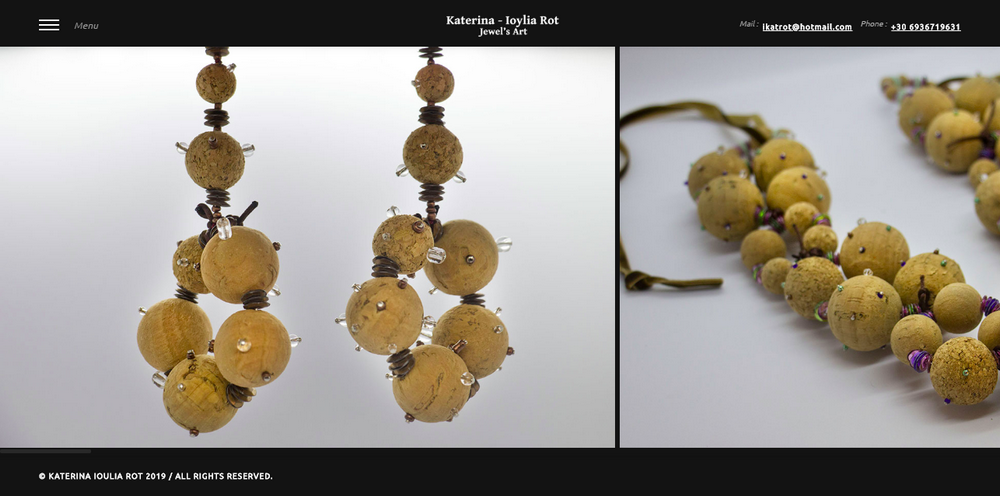 Menu
Katerina - Ioylia Rot
Jewel's Art
Mail : ikatrot@hotmail.com Phone : +30 6936719631
© KATERINA IOULIA ROT 2019 / ALL RIGHTS RESERVED.